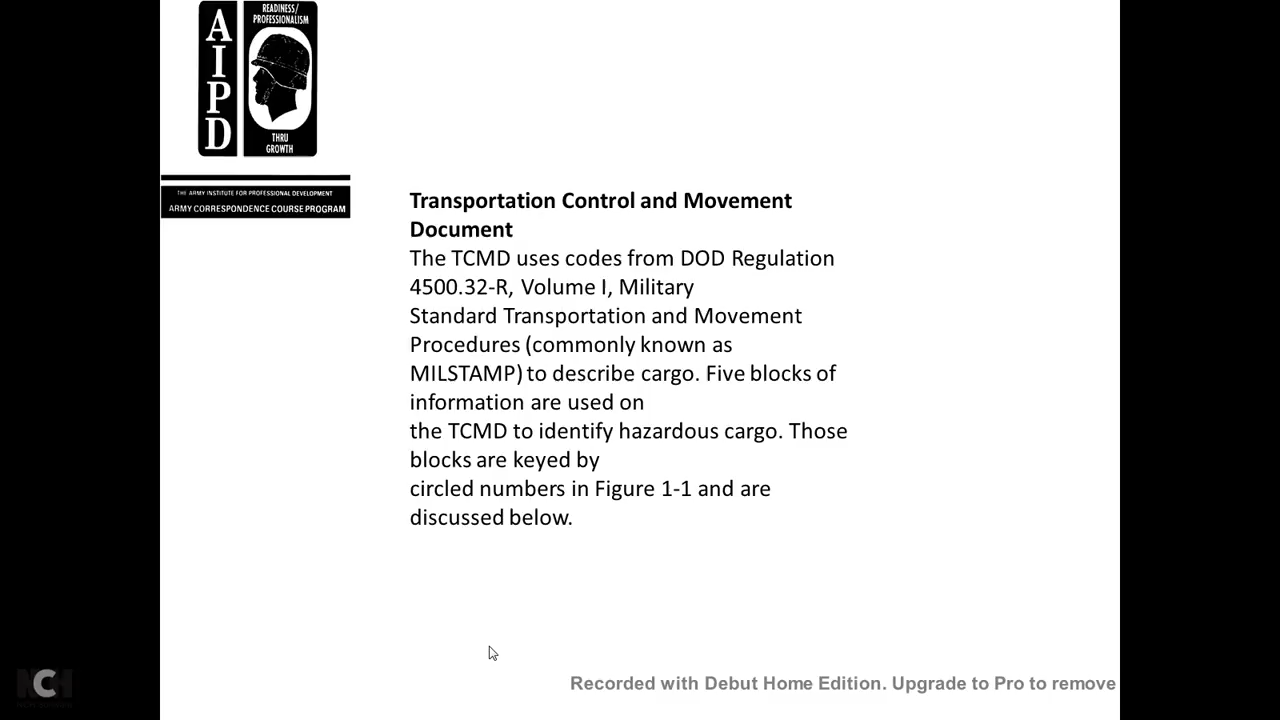 AIPD
READINESS/
PROFESSIONALISM
THRU
GROWTH
THE ARMY INSTITUTE FOR PROFESSIONAL DEVELOPMENT
ARMY CORRESPONDENCE COURSE PROGRAM
Transportation Control and Movement
Document
The TCMD uses codes from DOD Regulation
4500.32-R, Volume I, Military
Standard Transportation and Movement
Procedures (commonly known as
MILSTAMP) to describe cargo. Five blocks of
information are used on
the TCMD to identify hazardous cargo. Those
blocks are keyed by
circled numbers in Figure 1-1 and are
discussed below.
NCH
Recorded with Debut Home Edition. Upgrade to Pro to remove